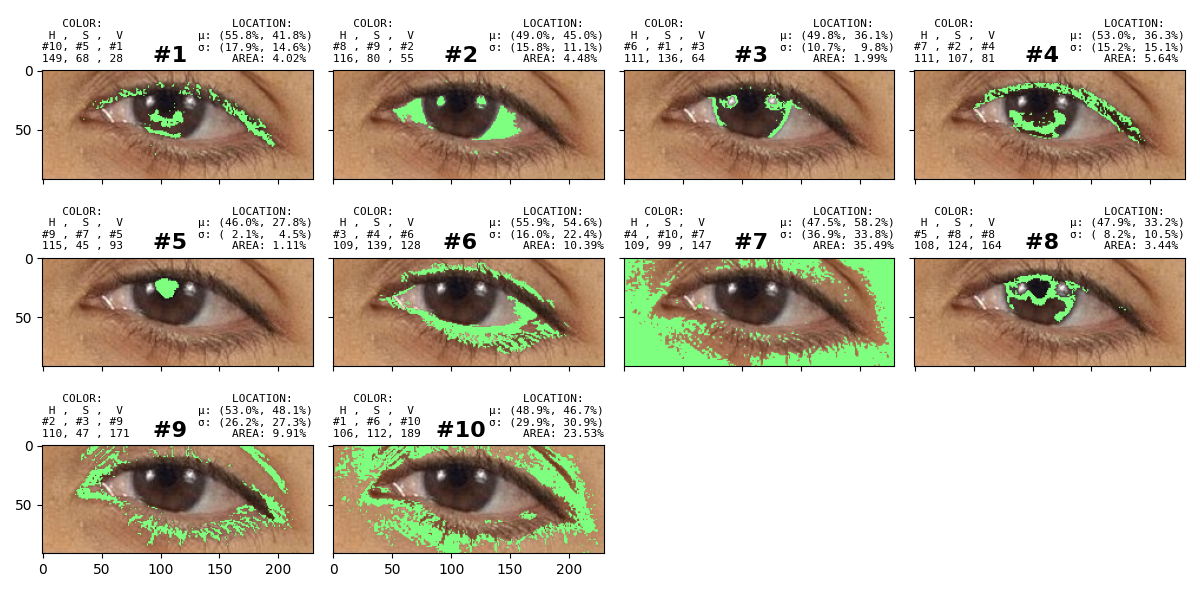 COLOR: LOCATION:
H , S , V μ: (55.8%, 41.8%)
#10, #5 , #1 #1 σ: (17.9%, 14.6%)
149, 68 , 28 AREA: 4.02%
COLOR: LOCATION:
H , S , V μ: (49.0%, 45.0%)
#8 , #9 , #2 #2 σ: (15.8%, 11.1%)
116, 80 , 55 AREA: 4.48%
COLOR: LOCATION:
H , S , V μ: (49.8%, 36.1%)
#6 , #1 , #3 #3 σ: (10.7%, 9.8%)
111, 136, 64 AREA: 1.99%
COLOR: LOCATION:
H , S , V μ: (53.0%, 36.3%)
#7 , #2 , #4 #4 σ: (15.2%, 15.1%)
111, 107, 81 AREA: 5.64%
0
50
COLOR: LOCATION:
H , S , V μ: (46.0%, 27.8%)
#9 , #7 , #5 #5 σ: ( 2.1%, 4.5%)
115, 45 , 93 AREA: 1.11%
COLOR: LOCATION:
H , S , V μ: (55.9%, 54.6%)
#3 , #4 , #6 #6 σ: (16.0%, 22.4%)
109, 139, 128 AREA: 10.39%
COLOR: LOCATION:
H , S , V μ: (47.5%, 58.2%)
#4 , #10, #7 #7 σ: (36.9%, 33.8%)
109, 99 , 147 AREA: 35.49%
COLOR: LOCATION:
H , S , V μ: (47.9%, 33.2%)
#5 , #8 , #8 #8 σ: ( 8.2%, 10.5%)
108, 124, 164 AREA: 3.44%
0
50
COLOR: LOCATION:
H , S , V μ: (53.0%, 48.1%)
#2 , #3 , #9 #9 σ: (26.2%, 27.3%)
110, 47 , 171 AREA: 9.91%
COLOR: LOCATION:
H , S , V μ: (48.9%, 46.7%)
#1 , #6 , #10 #10 σ: (29.9%, 30.9%)
106, 112, 189 AREA: 23.53%
0
50
0 50 100 150 200
0 50 100 150 200